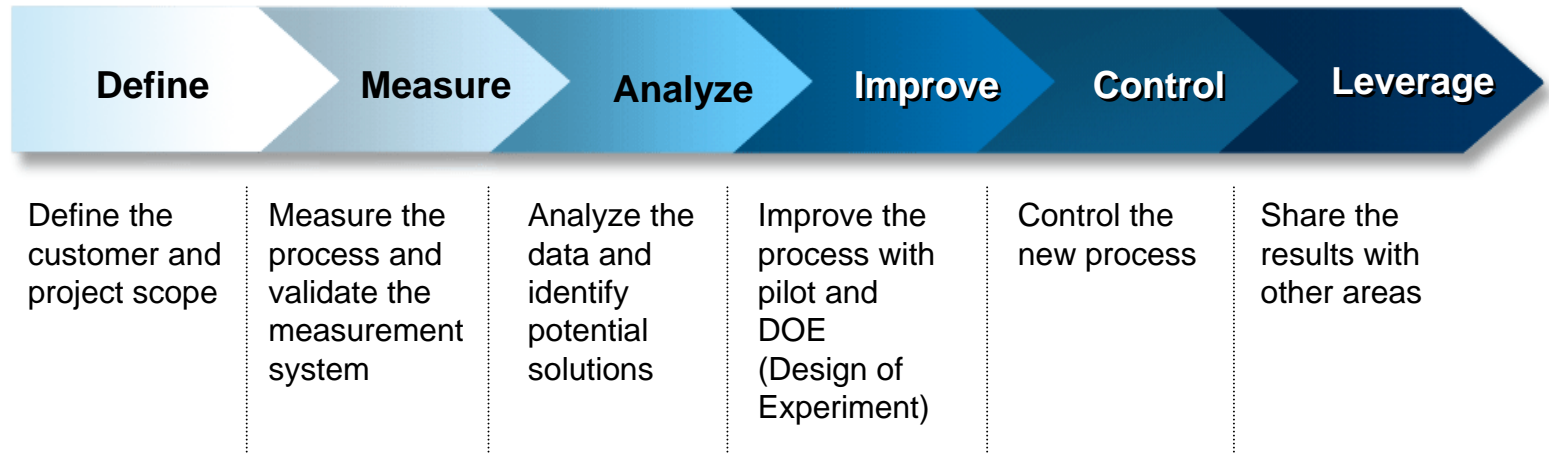 Define
Measure
Analyze
Improve
Control
Leverage
Define the
customer and
project scope
Measure the
process and
validate the
measurement
system
Analyze the
data and
identify
potential
solutions
Improve the
process with
pilot and
DOE
(Design of
Experiment)
Control the
new process
Share the
results with
other areas